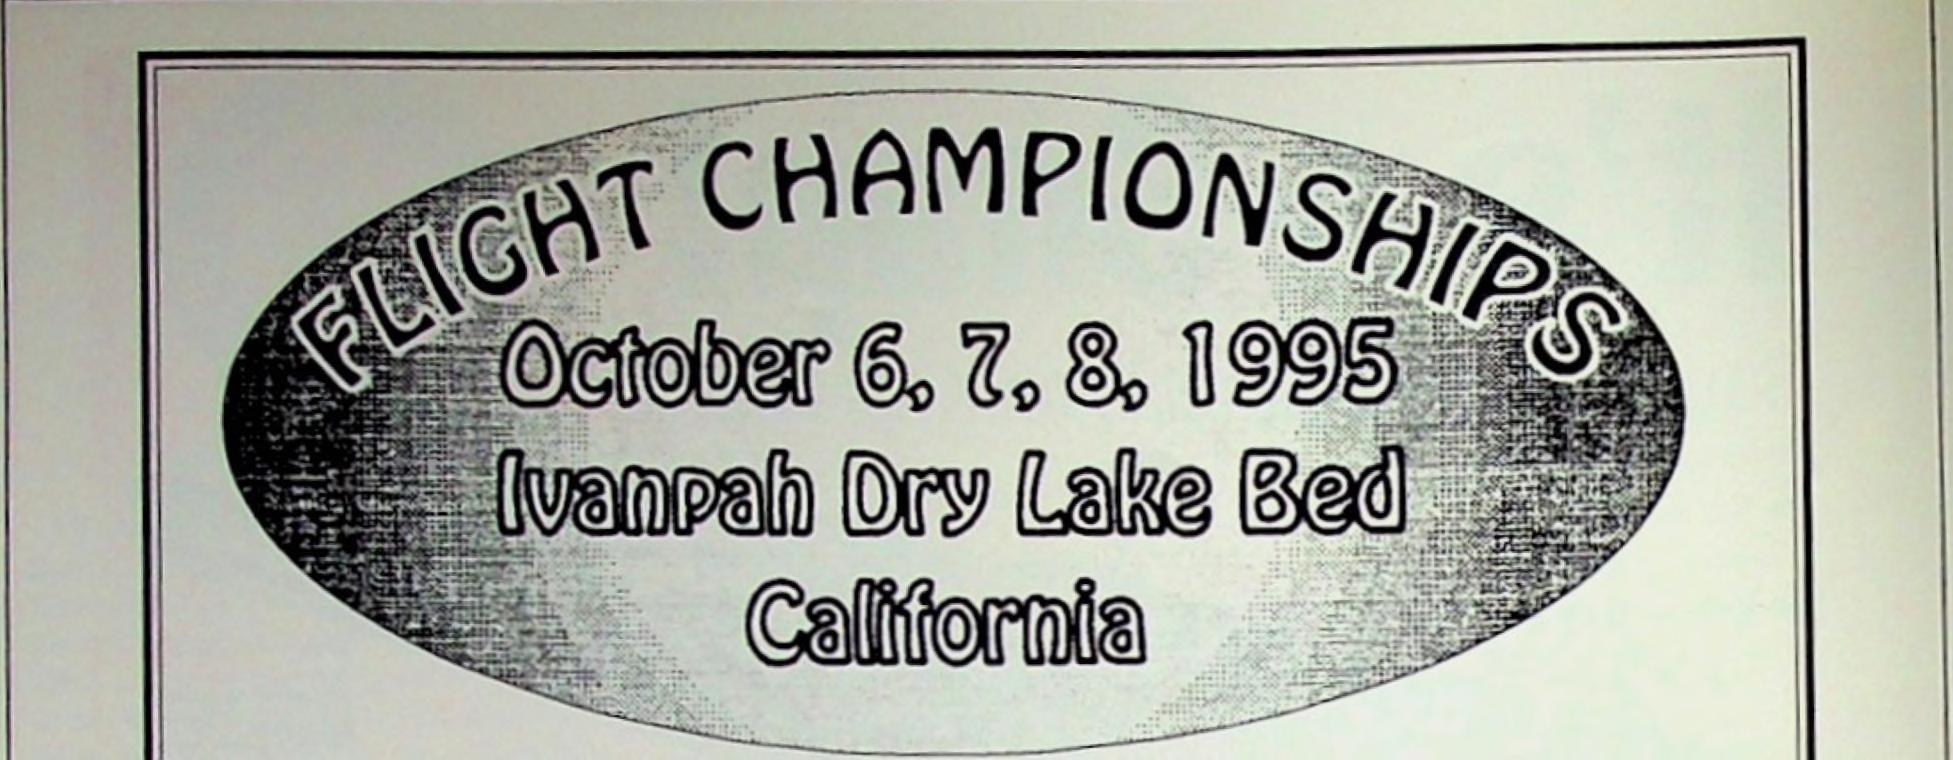 FLIGHT CHAMPIONSHIPS
October 6, 7, 8, 1995
Ivanpah Dry Lake Bed
California